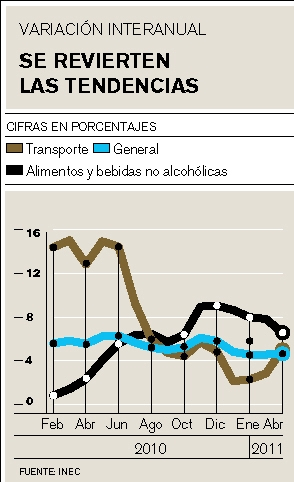 VARIACIÓN INTERANUAL
SE REVIERTEN
LAS TENDENCIAS
CIFRAS EN PORCENTAJES
Transporte General
Alimentos y bebidas no alcohólicas
16
12
8
4
0
Feb Abr Jun Ago Oct Dic Ene Abr
2010 2011
FUENTE: INEC